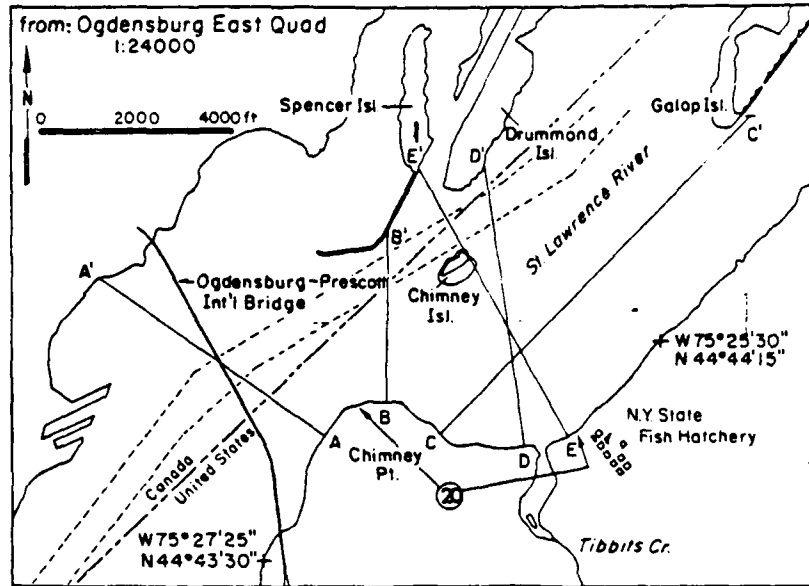 from: Ogdensburg East Quad
1:24000
N
0 2000 4000 ft
Spencer Isl
Drummond
Isl.
Galop Isl.
E'
D'
C'
B'
A'
St Lawrence River
Ogdensburg-Prescott
Int'l Bridge
Chimney
Isl.
W75°25'30"
N44°44'15"
A
B
C
D
E
Chimney
Pt.
N.Y. State
Fish Hatchery
20
Canada
United States
W75°27'25"
N44°43'30"
Tibbits Cr.